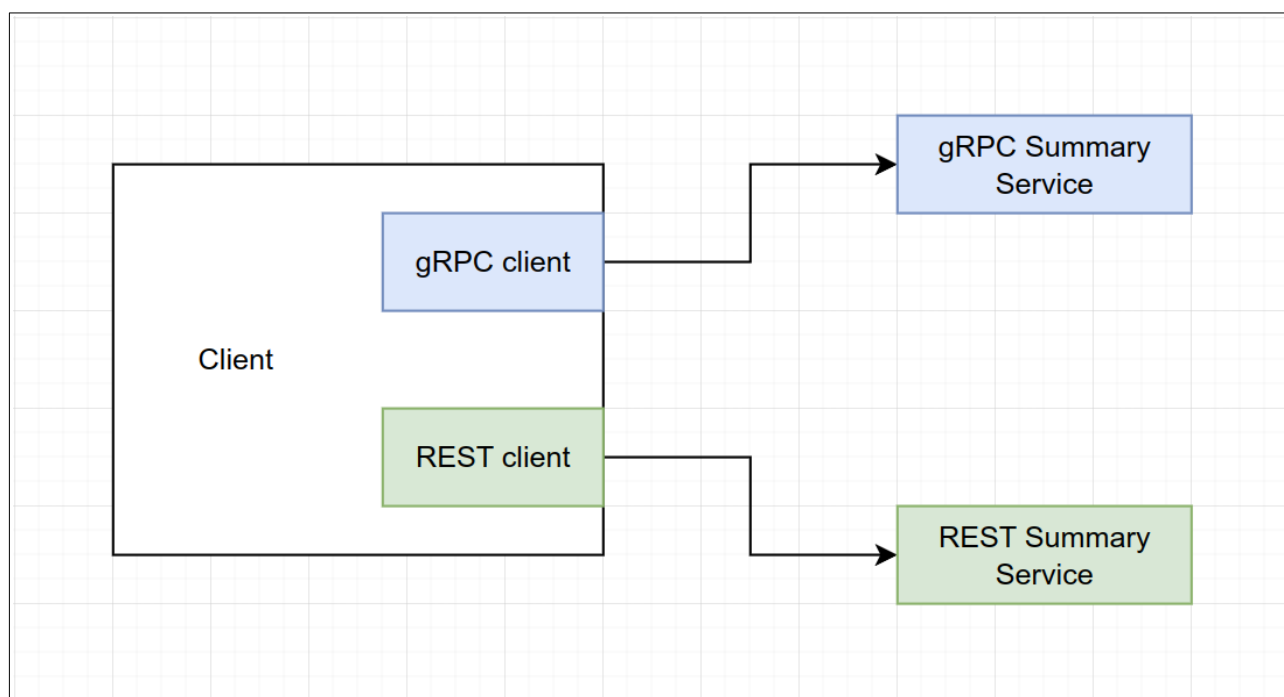 gRPC Summary
Service
gRPC client
Client
REST client
REST Summary
Service